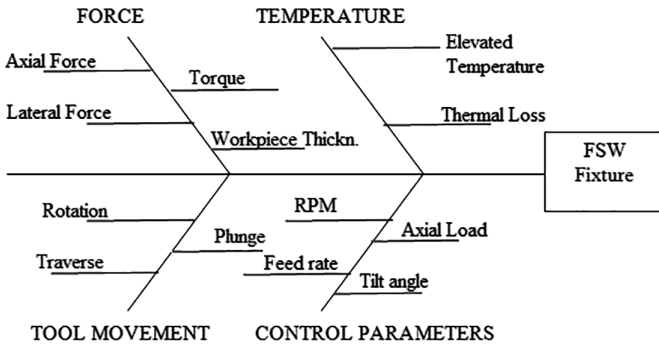 FORCE
TEMPERATURE
Axial Force
Torque
Lateral Force
Workpiece Thickn.
Elevated
Temperature
Thermal Loss
FSW
Fixture
Rotation
Plunge
Traverse
RPM
Axial Load
Feed rate
Tilt angle
TOOL MOVEMENT
CONTROL PARAMETERS